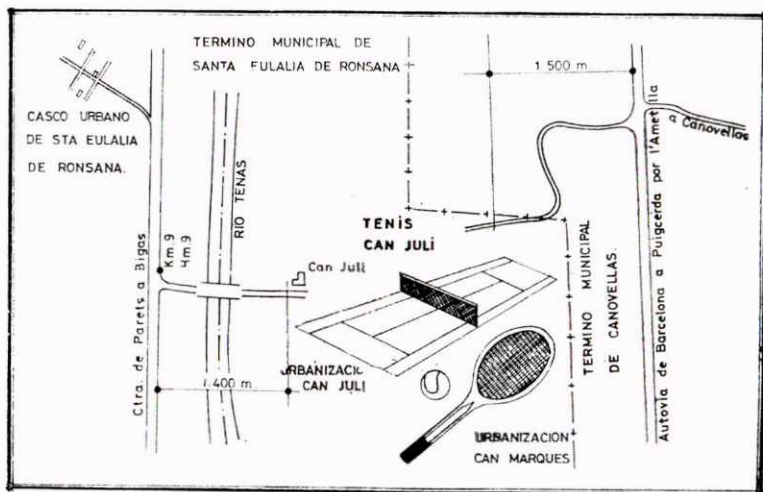 TERMINO MUNICIPAL DE
SANTA EULALIA DE RONSANA
1 500 m
a Canovellas
CASCO URBANO
DE STA EULALIA
DE RONSANA.
RIO TENAS
Autovia de Barcelona a Puigcerda por l'Ametlla
TENIS
CAN JULI
Km.9
Hm.9
Can Juli
Ctra. de Parets a Bigas
TERMINO MUNICIPAL
DE CANOVELLAS.
URBANIZACIO
CAN JULI
1.400 m.
URBANIZACION
CAN MARQUES